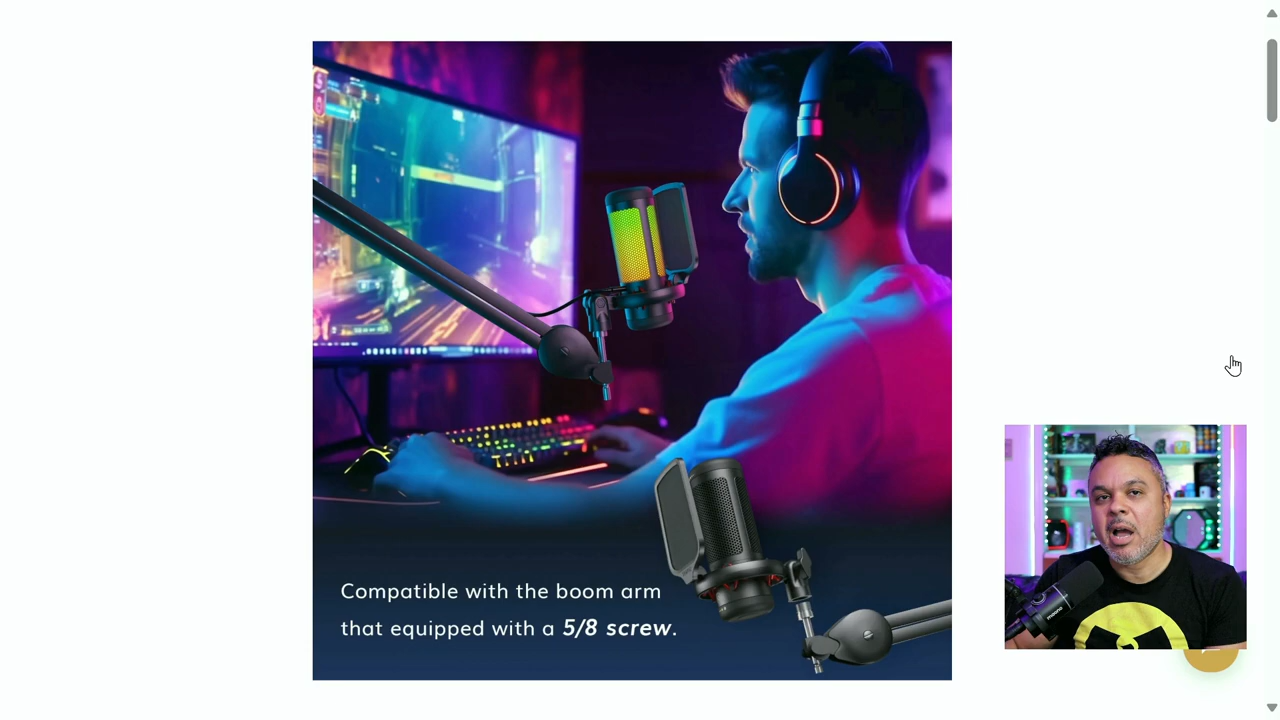 Compatible with the boom arm
that equipped with a 5/8 screw.